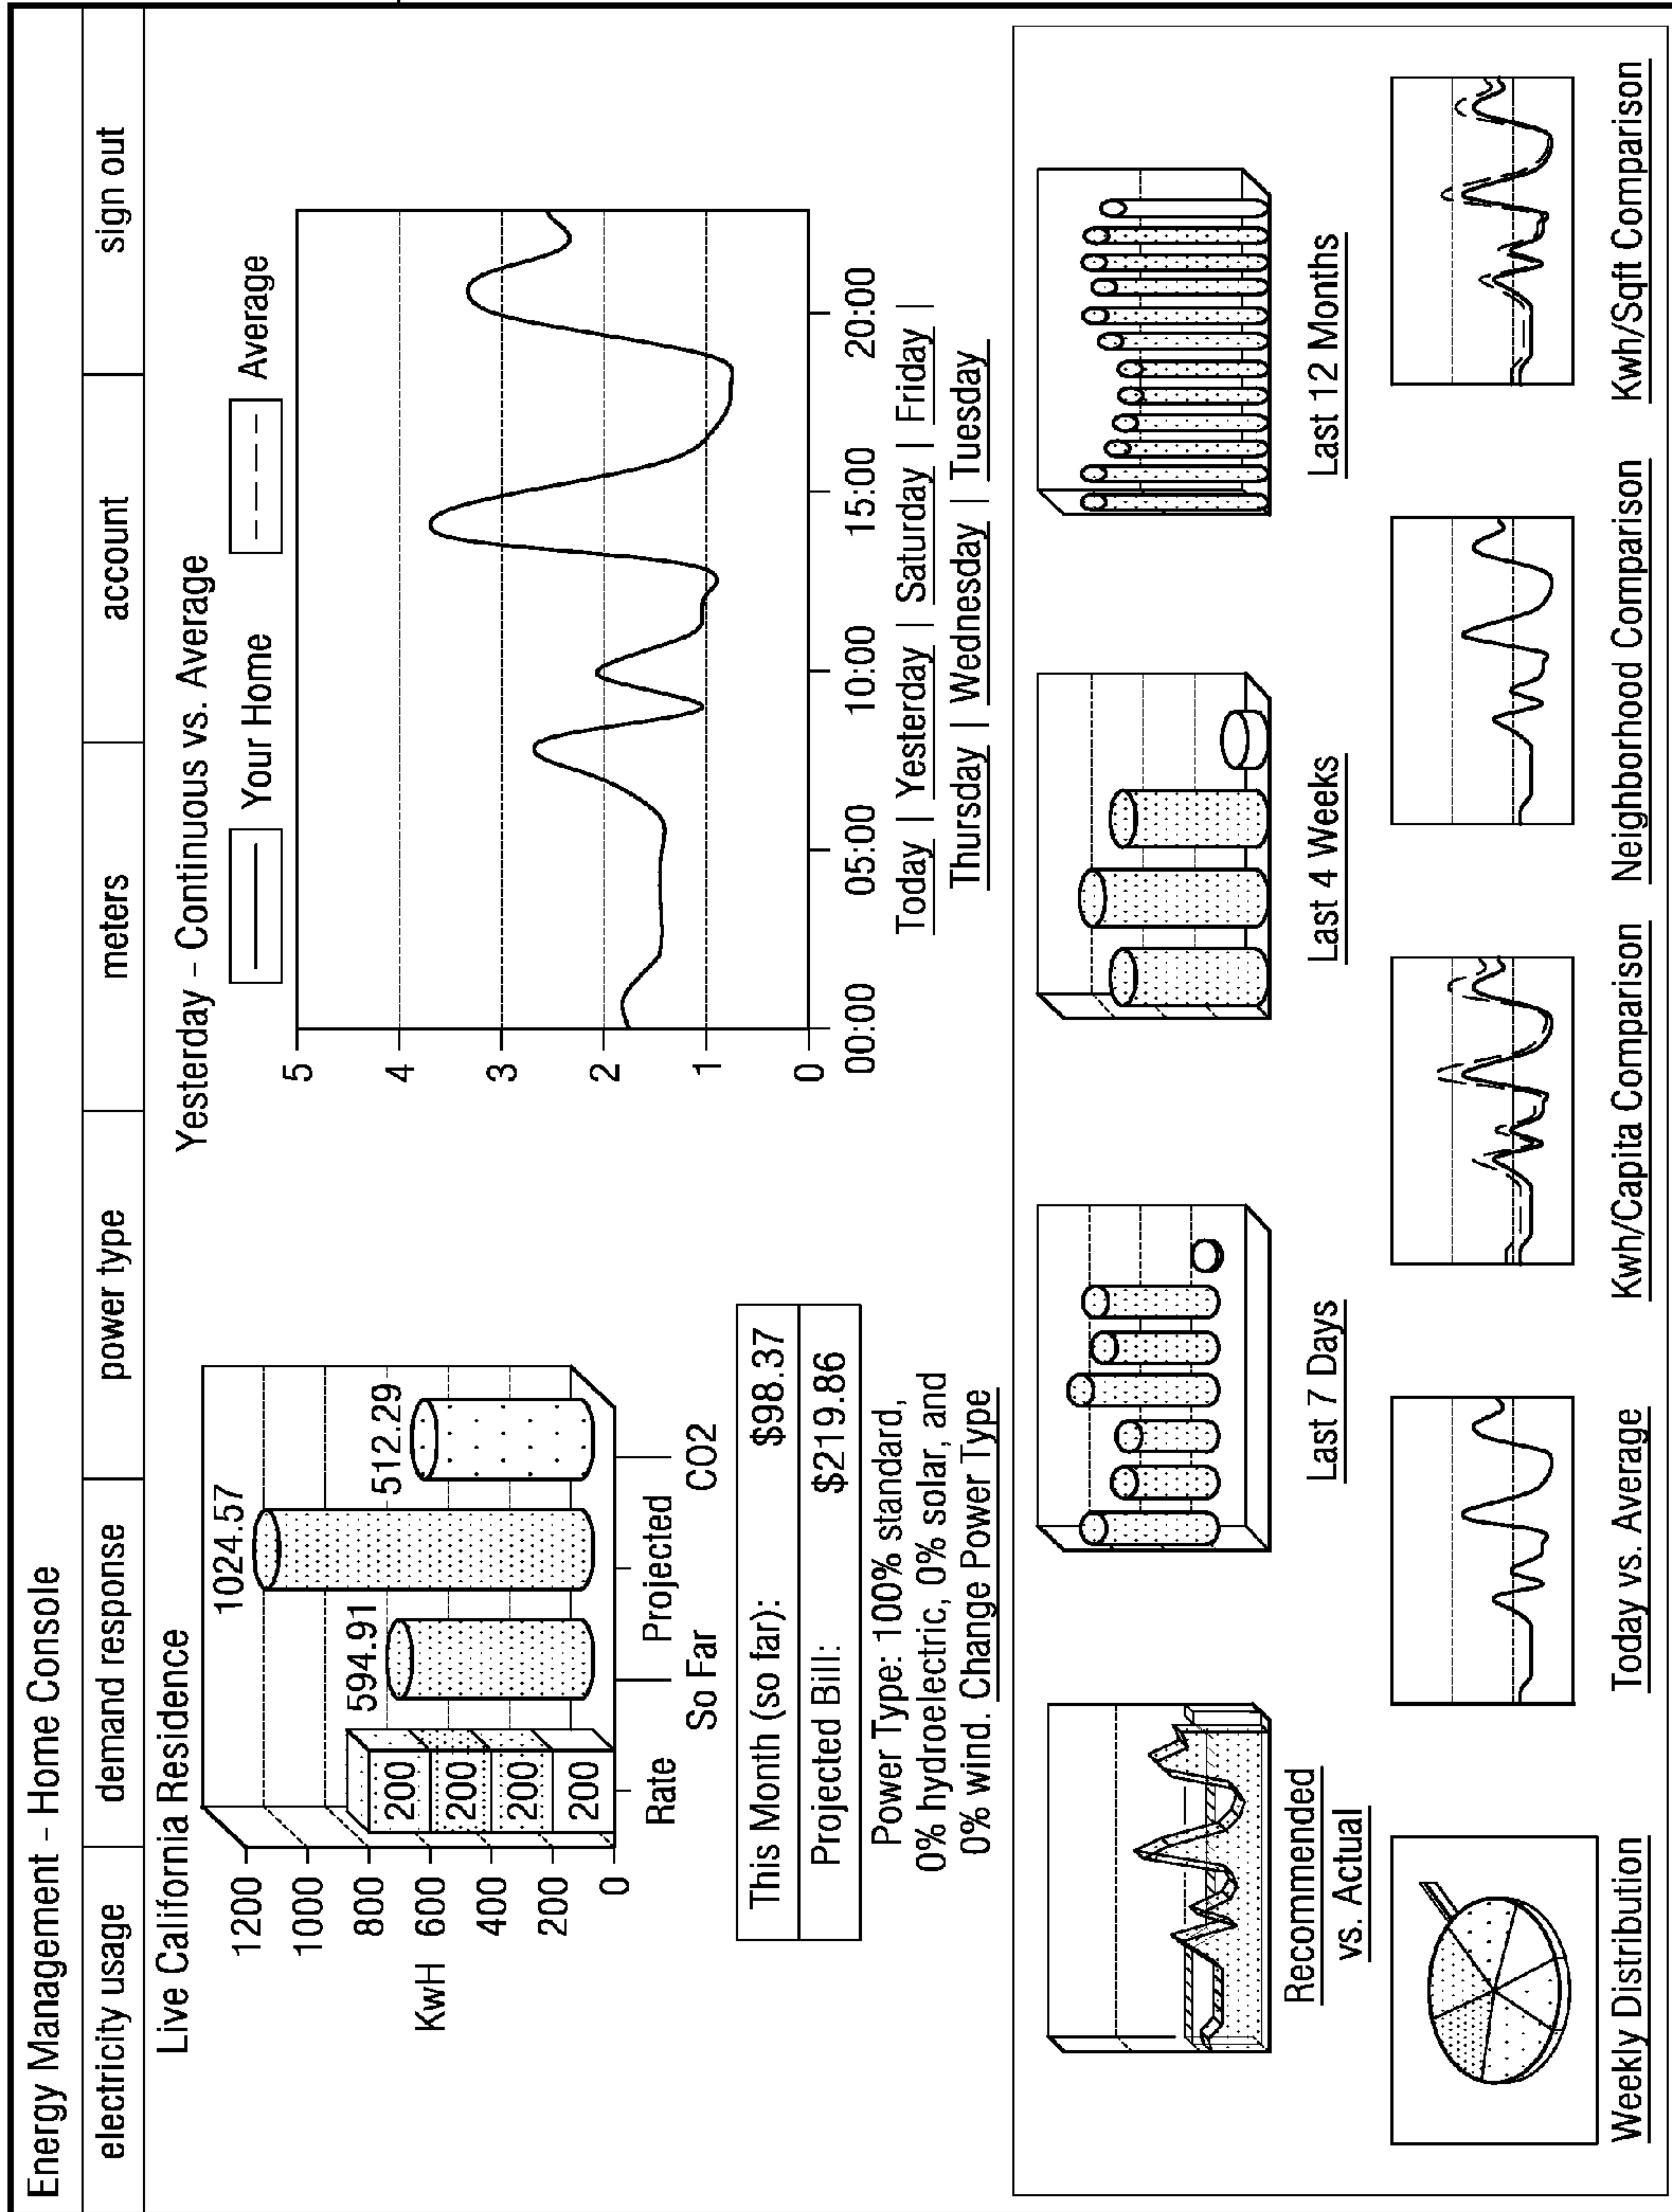 Energy Management - Home Console
electricity usage
demand response
power type
meters
account
sign out
Live California Residence
1200
1000
800
KwH 600
400
200
0
200
200
200
200
594.91
1024.57
512.29
Rate
So Far
Projected
CO2
This Month (so far): $98.37
Projected Bill: $219.86
Power Type: 100% standard,
0% hydroelectric, 0% solar, and
0% wind. Change Power Type
Yesterday - Continuous vs. Average
Your Home
Average
5
4
3
2
1
0
00:00 05:00 10:00 15:00 20:00
Today | Yesterday | Saturday | Friday |
Thursday | Wednesday | Tuesday
Recommended
vs. Actual
Last 7 Days
Last 4 Weeks
Last 12 Months
Weekly Distribution
Today vs. Average
Kwh/Capita Comparison
Neighborhood Comparison
Kwh/Sqft Comparison